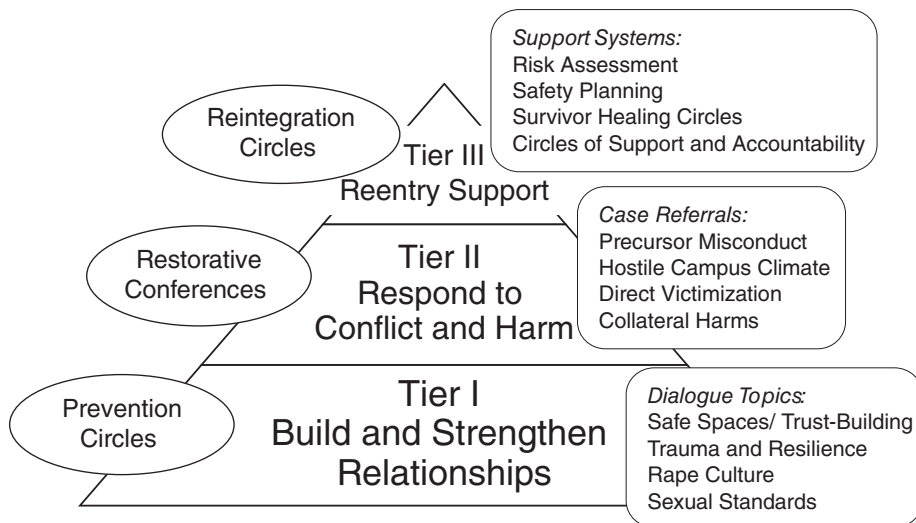 Support Systems:
Risk Assessment
Safety Planning
Survivor Healing Circles
Circles of Support and Accountability
Reintegration
Circles
Tier III
Reentry Support
Case Referrals:
Precursor Misconduct
Hostile Campus Climate
Direct Victimization
Collateral Harms
Restorative
Conferences
Tier II
Respond to
Conflict and Harm
Dialogue Topics:
Safe Spaces/ Trust-Building
Trauma and Resilience
Rape Culture
Sexual Standards
Prevention
Circles
Tier I
Build and Strengthen
Relationships